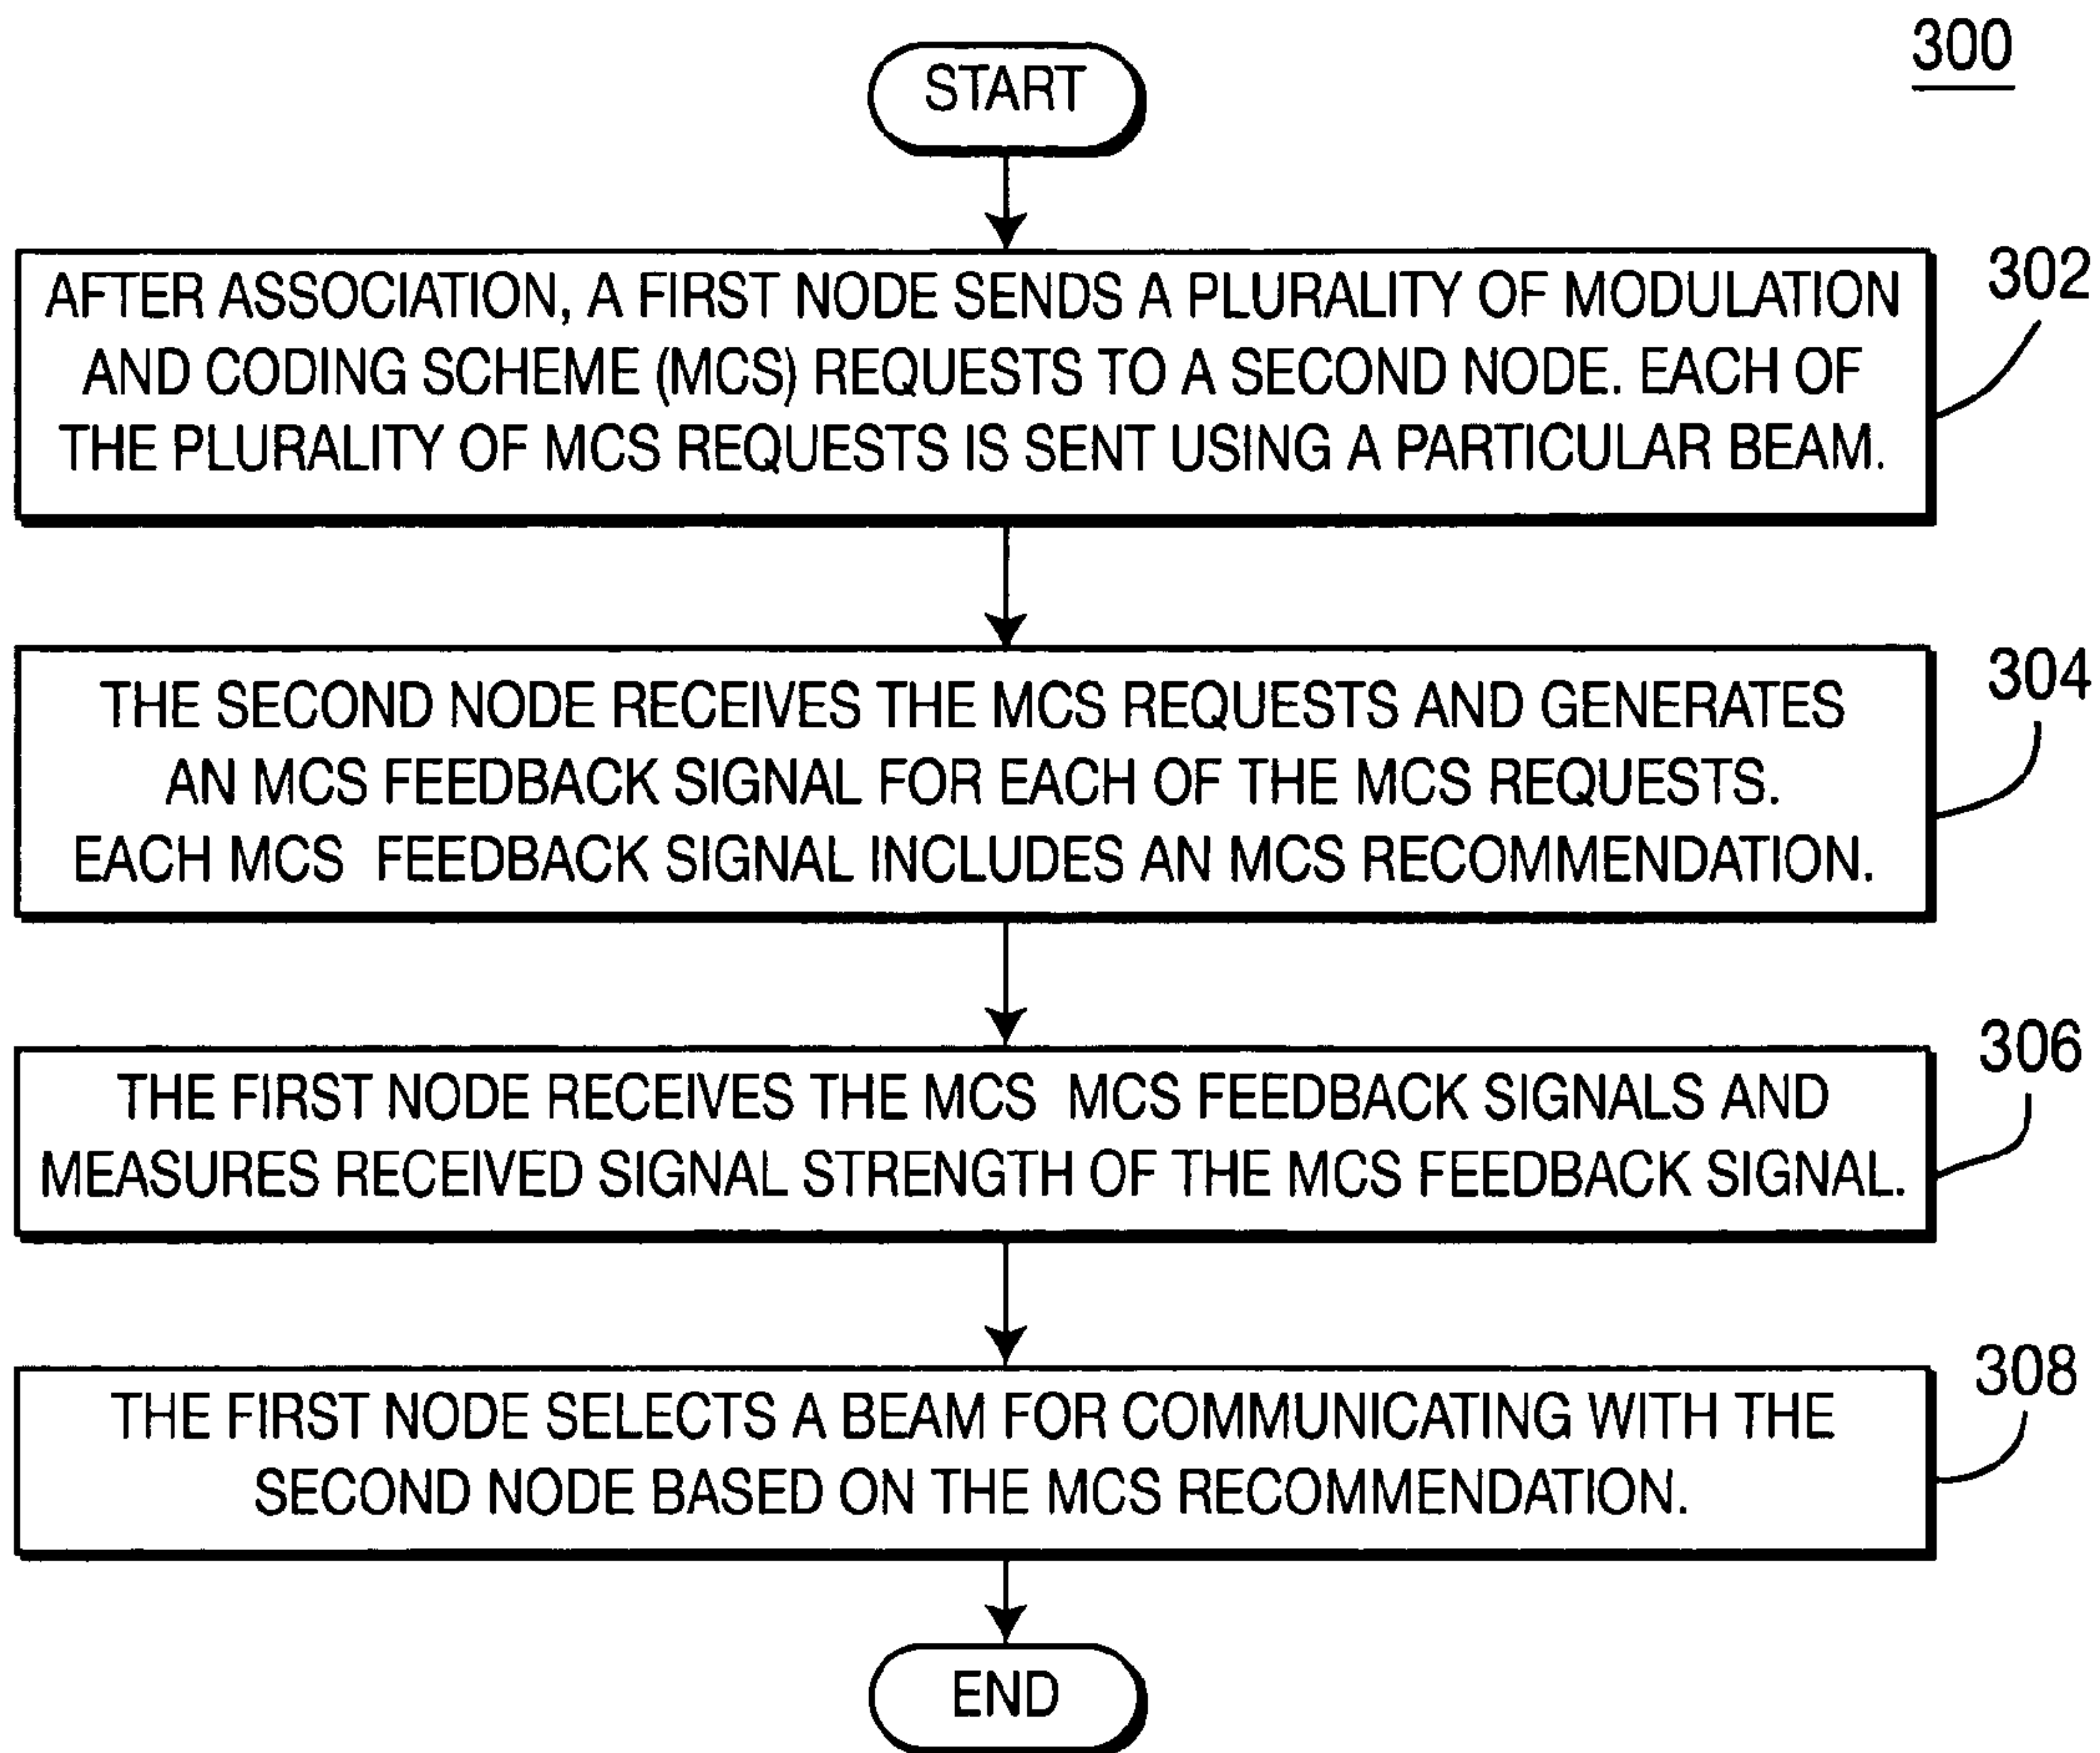 300
START
AFTER ASSOCIATION, A FIRST NODE SENDS A PLURALITY OF MODULATION
AND CODING SCHEME (MCS) REQUESTS TO A SECOND NODE. EACH OF
THE PLURALITY OF MCS REQUESTS IS SENT USING A PARTICULAR BEAM.
302
THE SECOND NODE RECEIVES THE MCS REQUESTS AND GENERATES
AN MCS FEEDBACK SIGNAL FOR EACH OF THE MCS REQUESTS.
EACH MCS FEEDBACK SIGNAL INCLUDES AN MCS RECOMMENDATION.
304
THE FIRST NODE RECEIVES THE MCS MCS FEEDBACK SIGNALS AND
MEASURES RECEIVED SIGNAL STRENGTH OF THE MCS FEEDBACK SIGNAL.
306
THE FIRST NODE SELECTS A BEAM FOR COMMUNICATING WITH THE
SECOND NODE BASED ON THE MCS RECOMMENDATION.
308
END